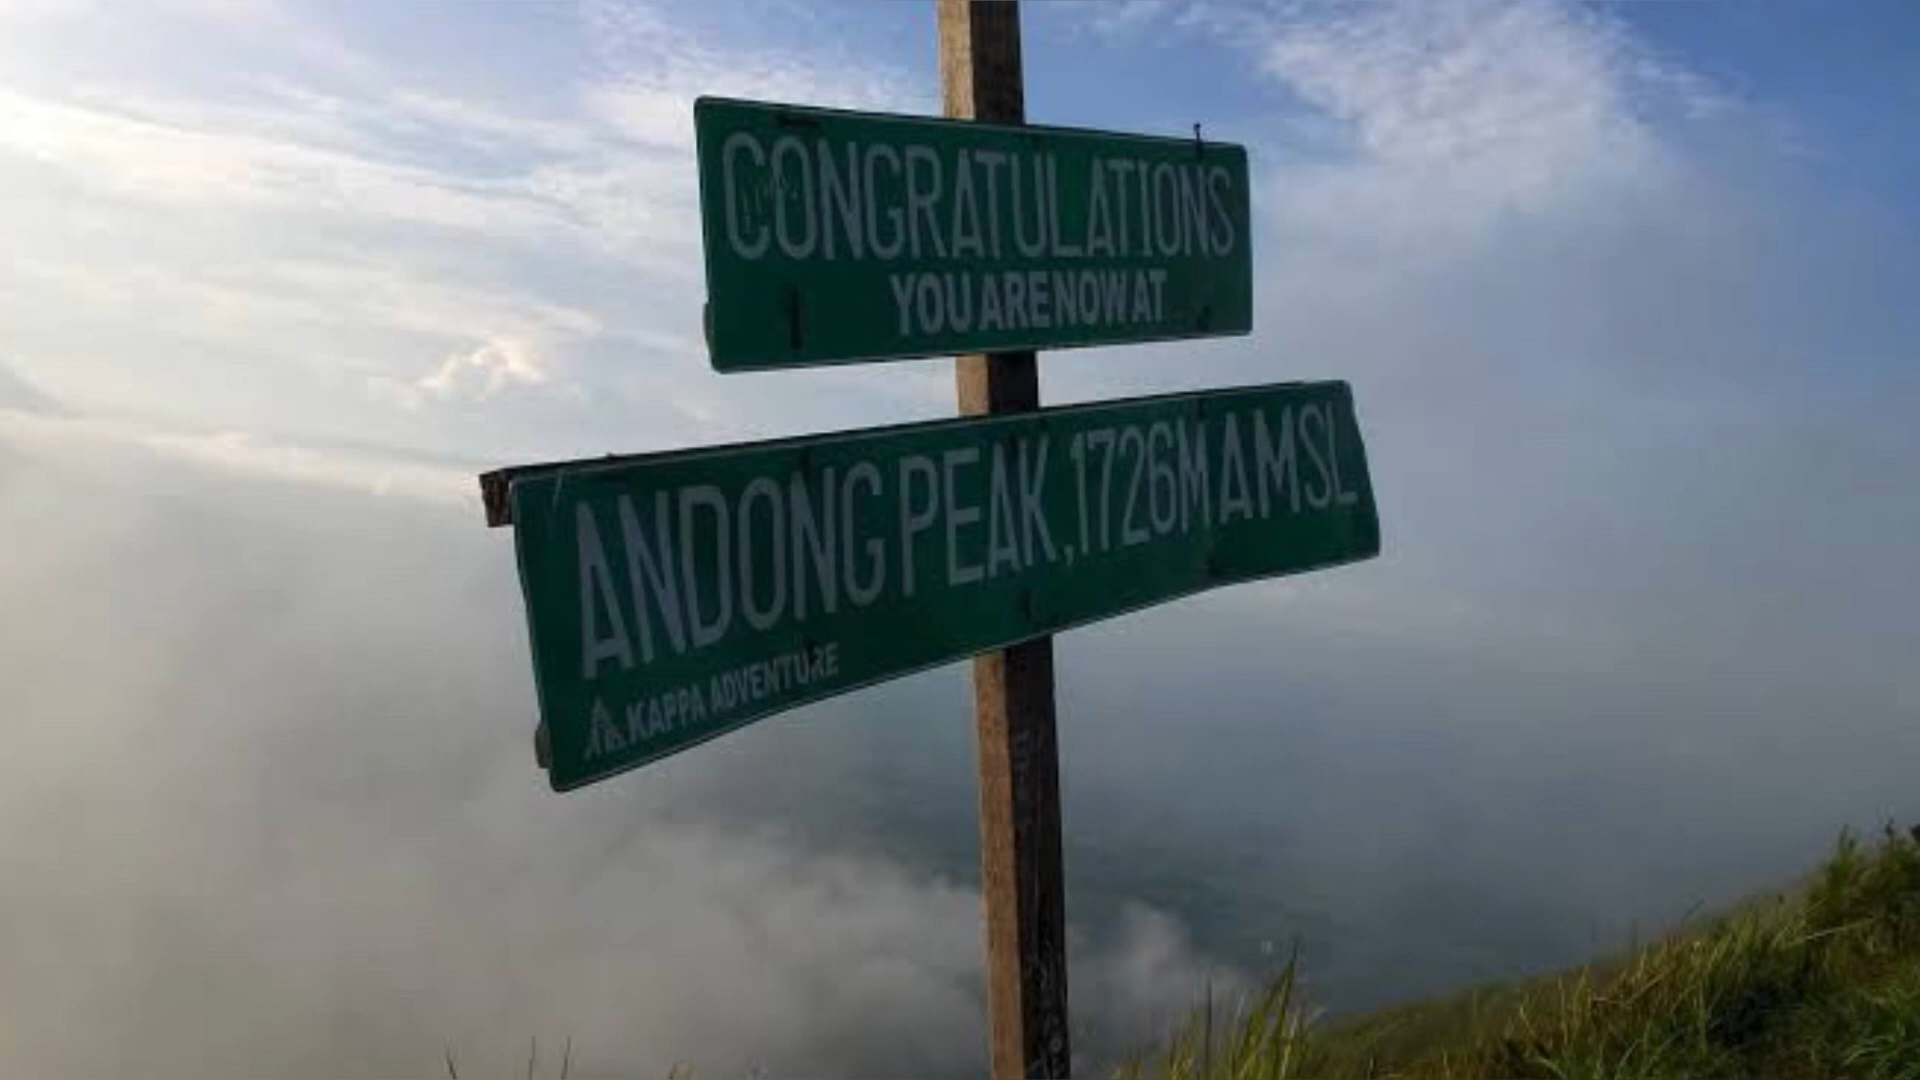 CONGRATULATIONS
YOU ARE NOW AT
ANDONG PEAK, 1726M AMSL
KAPPA ADVENTURE